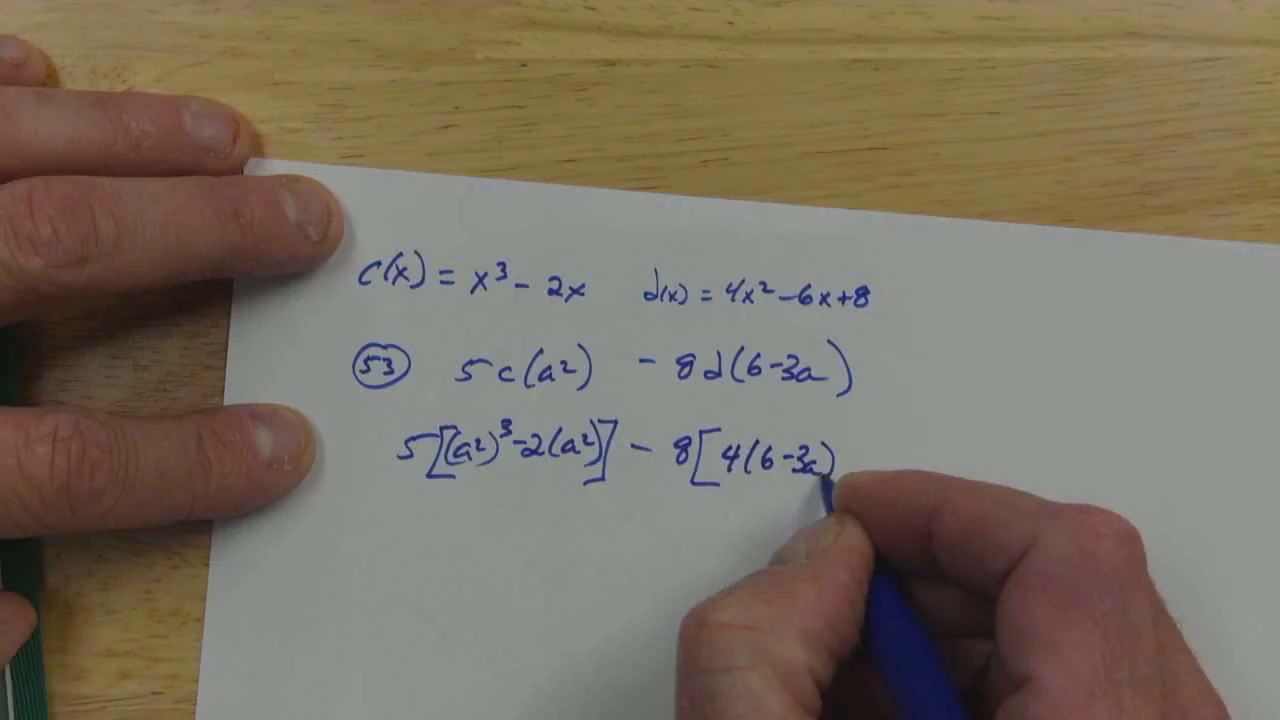 c(x) = x³ - 2x d(x) = 4x² - 6x + 8
53 5c(a²) - 8d(6-3a)
5[(a²)³ - 2(a²)] - 8[4(6-3a)